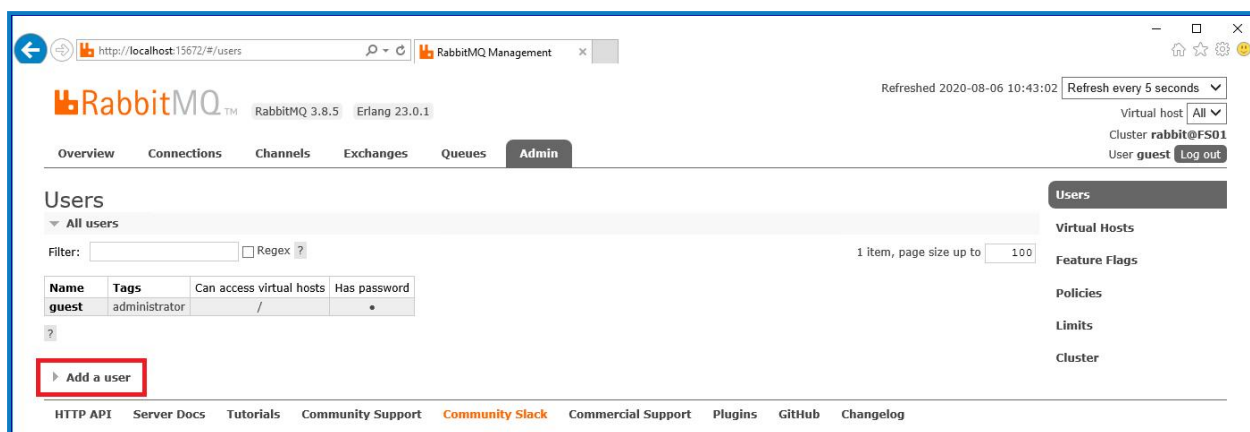 http://localhost:15672/#/users
RabbitMQ Management
Refreshed 2020-08-06 10:43:02 Refresh every 5 seconds
RabbitMQ TM RabbitMQ 3.8.5 Erlang 23.0.1
Virtual host All
Cluster rabbit@FS01
Overview Connections Channels Exchanges Queues Admin
User guest Log out
Users
Users
All users
Virtual Hosts
Filter: Regex ?
1 item, page size up to 100
Feature Flags
Name Tags Can access virtual hosts Has password
guest administrator / •
Policies
?
Limits
Cluster
Add a user
HTTP API Server Docs Tutorials Community Support Community Slack Commercial Support Plugins GitHub Changelog